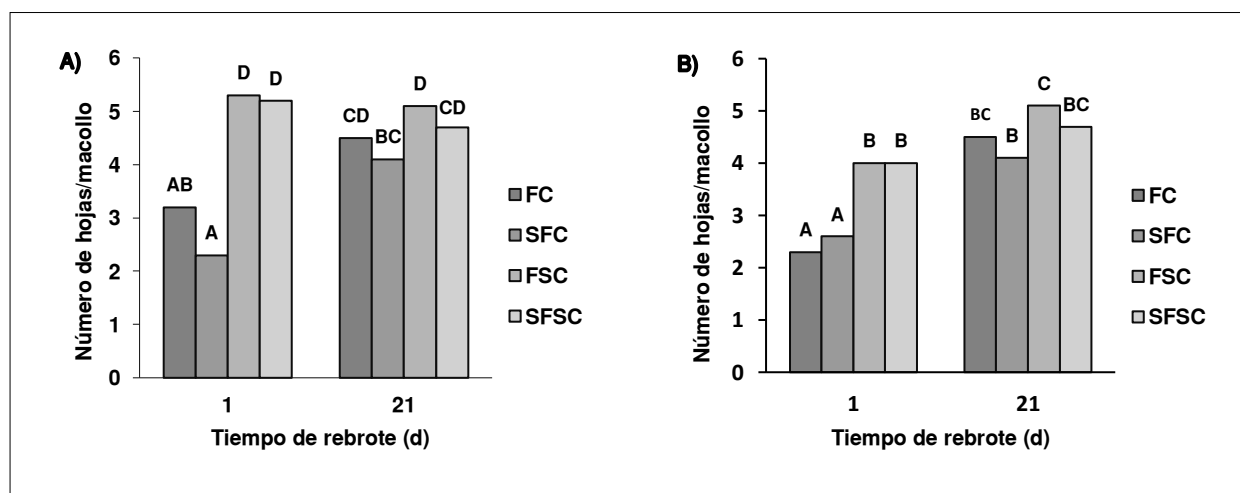 A)
Número de hojas/macollo
6
5
4
3
2
1
0
AB
A
D
D
CD
BC
D
CD
1
21
Tiempo de rebrote (d)
FC
SFC
FSC
SFSC
B)
Número de hojas/macollo
6
5
4
3
2
1
0
A
A
B
B
BC
B
C
BC
1
21
Tiempo de rebrote (d)
FC
SFC
FSC
SFSC